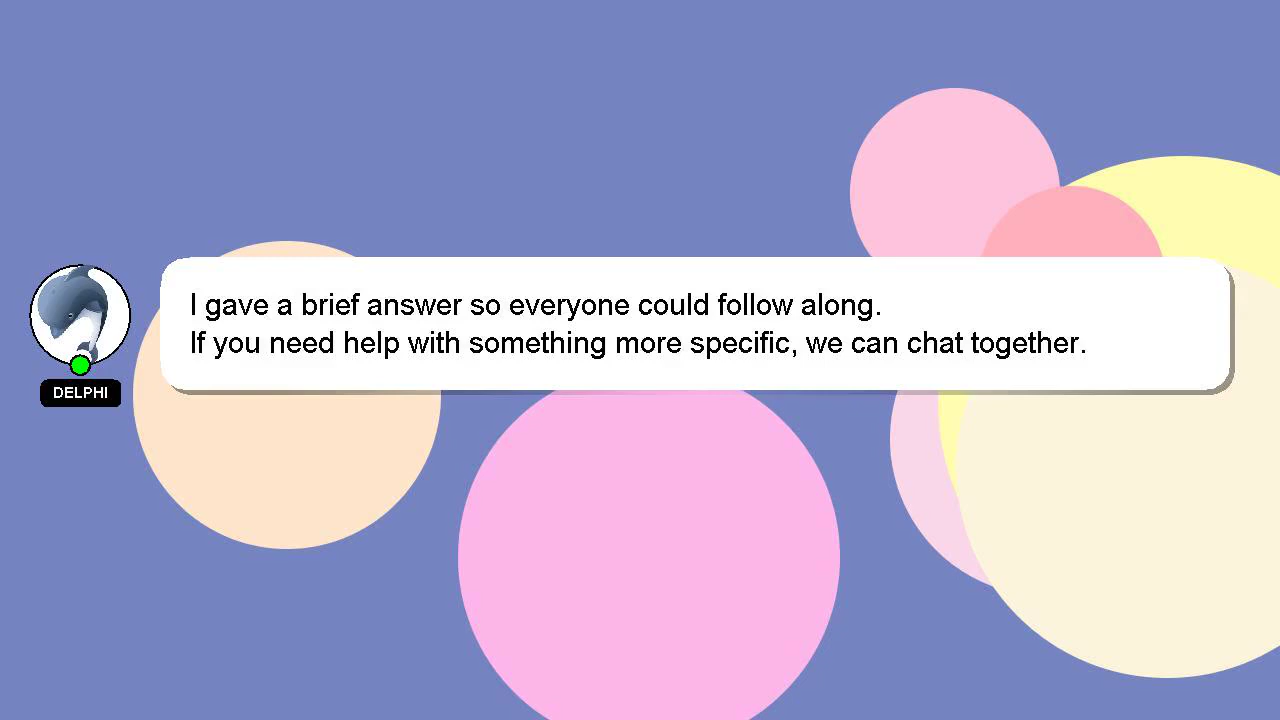 I gave a brief answer so everyone could follow along.
If you need help with something more specific, we can chat together.
DELPHI